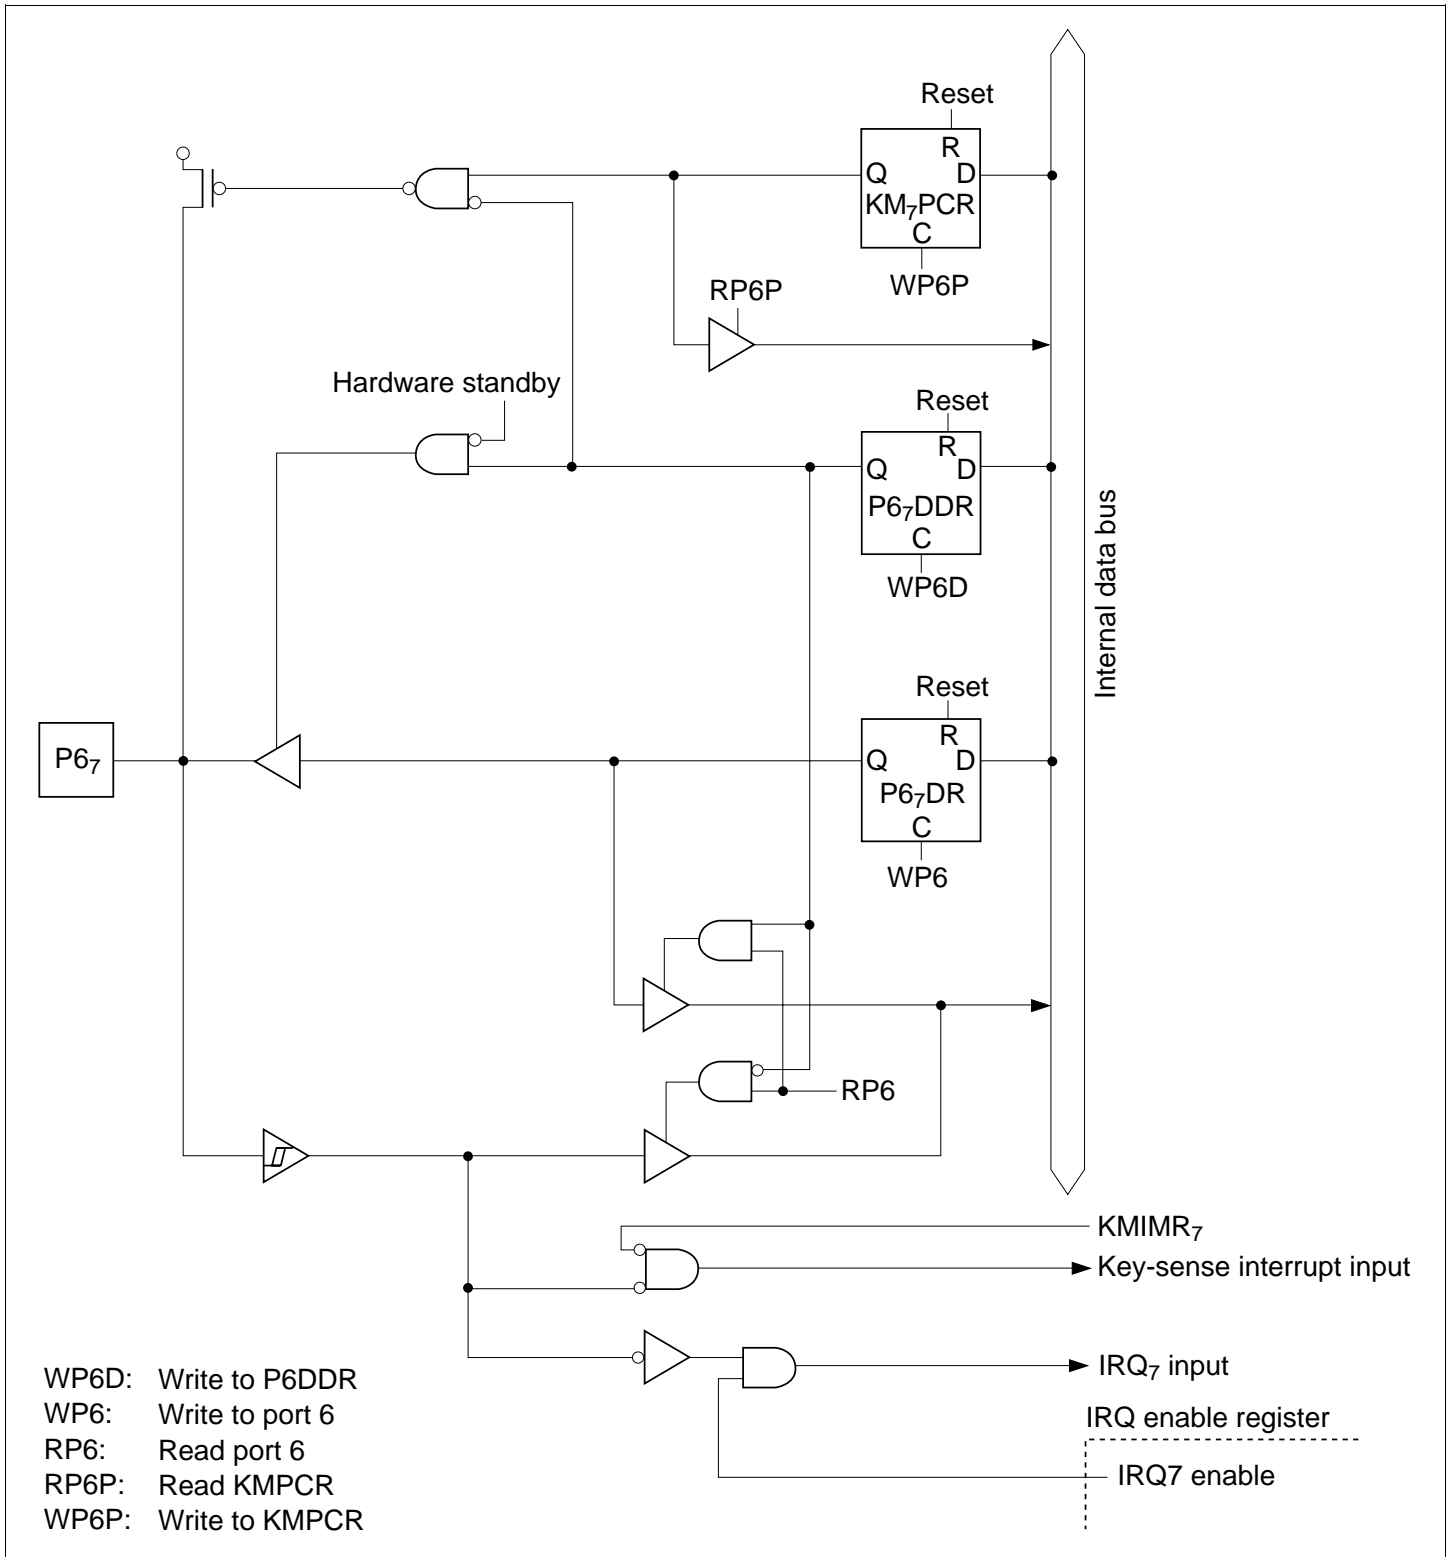 Reset
R
Q D
KM₇PCR
C
WP6P
RP6P
Hardware standby
Reset
R
Q D
P6₇DDR
C
WP6D
Internal data bus
Reset
R
P6₇
Q D
P6₇DR
C
WP6
RP6
KMIMR₇
Key-sense interrupt input
IRQ₇ input
IRQ enable register
IRQ7 enable
WP6D: Write to P6DDR
WP6: Write to port 6
RP6: Read port 6
RP6P: Read KMPCR
WP6P: Write to KMPCR